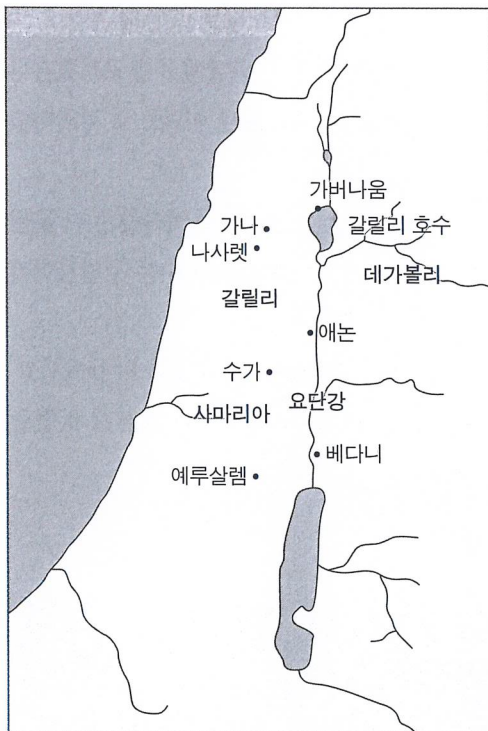 가버나움
가나
갈릴리 호수
나사렛
데가볼리
갈릴리
애논
수가
요단강
사마리아
베다니
예루살렘